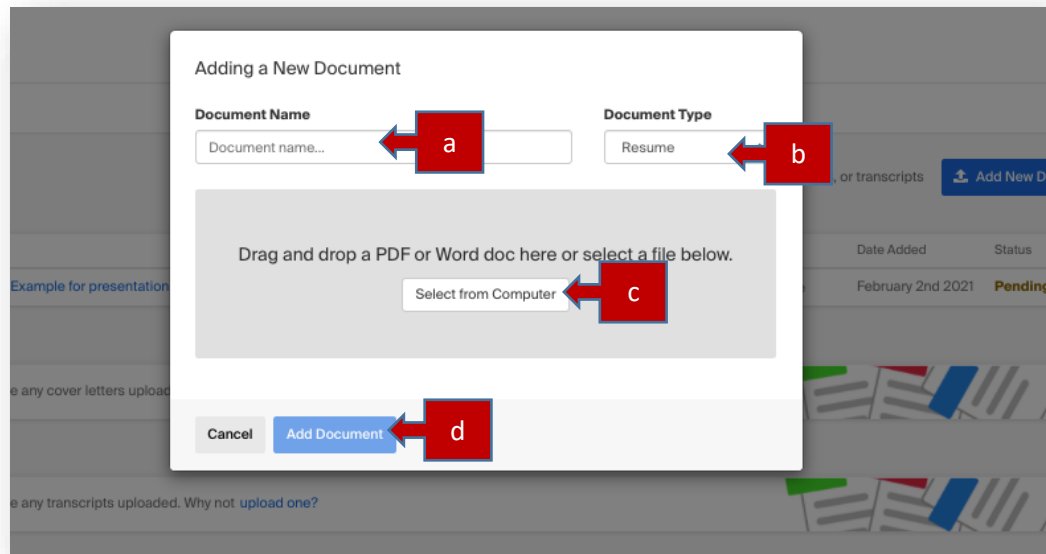 Adding a New Document
Document Name
Document Type
Document name...
a
Resume
b
, or transcripts
Add New D
Drag and drop a PDF or Word doc here or select a file below.
Date Added
Status
Example for presentation
Select from Computer
c
February 2nd 2021
Pending
e any cover letters upload
Cancel
Add Document
d
e any transcripts uploaded. Why not upload one?